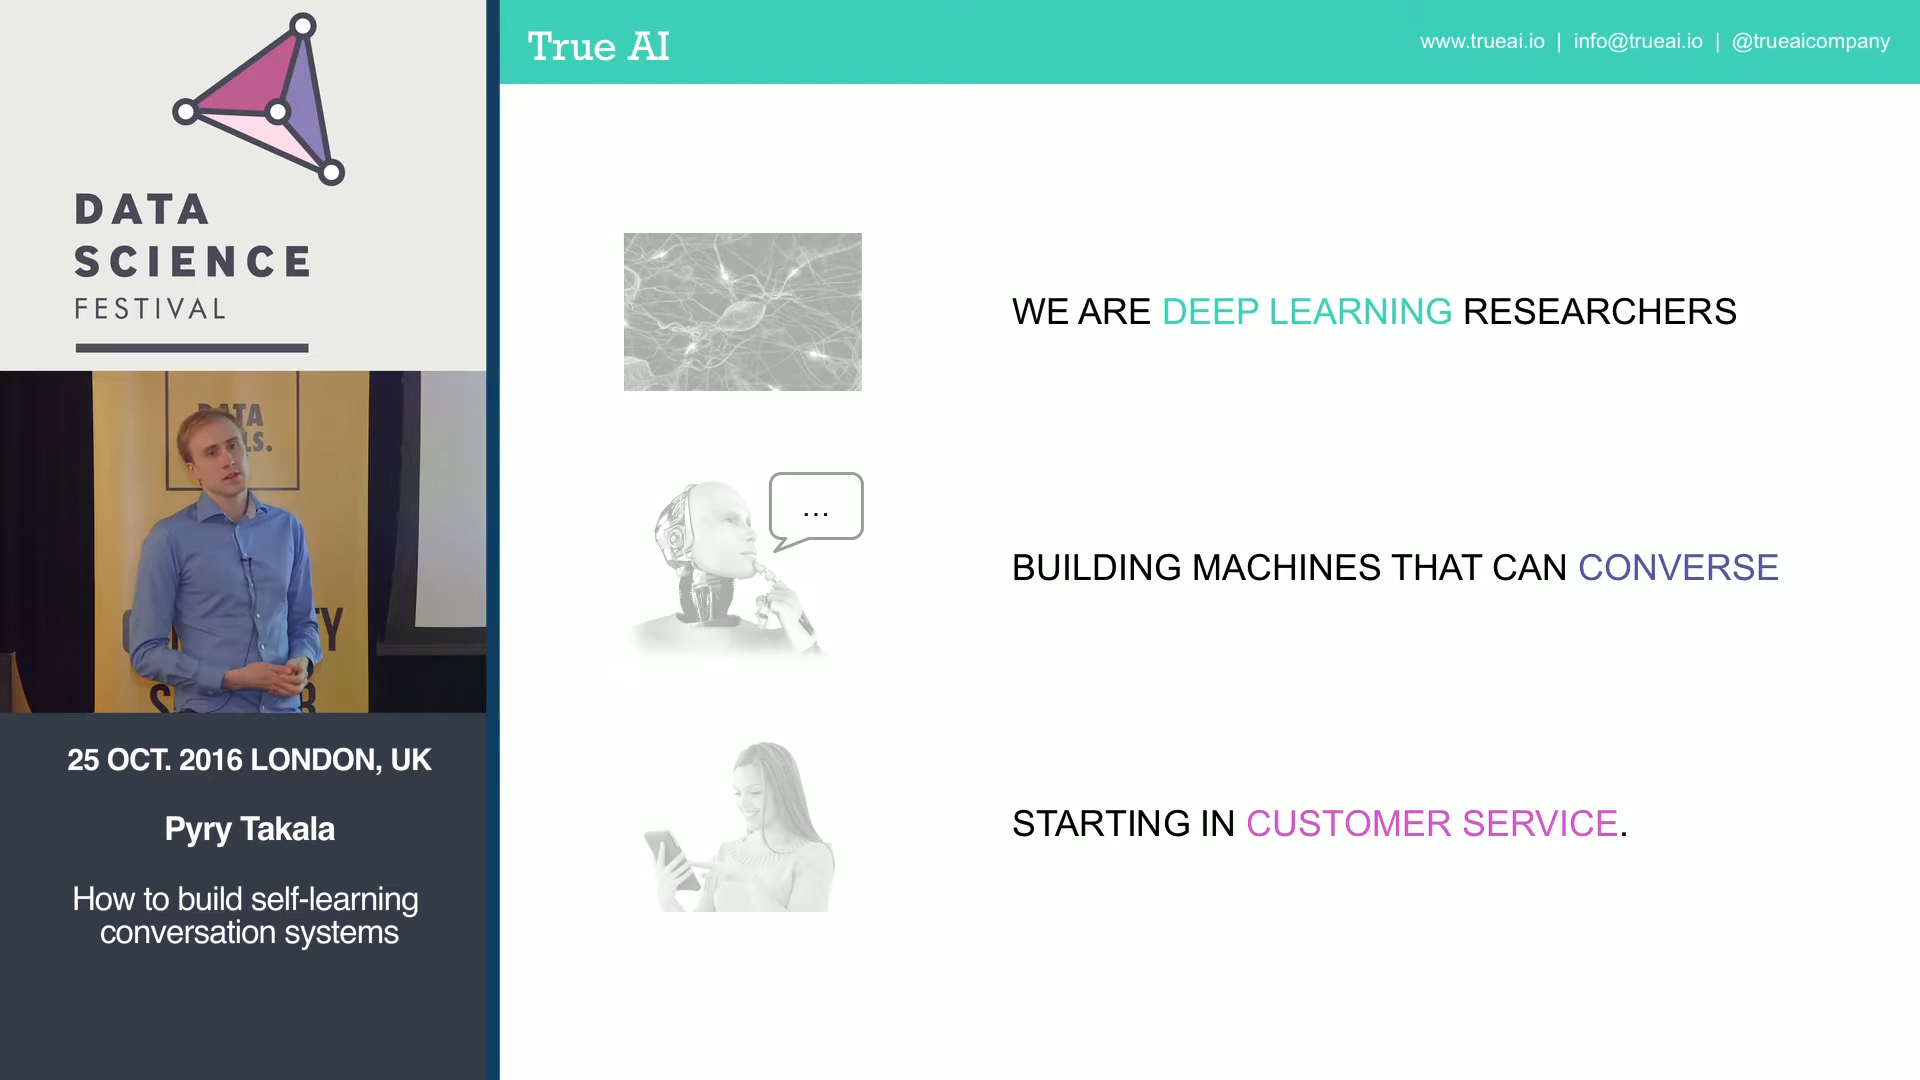 DATA
SCIENCE
FESTIVAL
25 OCT. 2016 LONDON, UK
Pyry Takala
How to build self-learning
conversation systems
True AI
www.trueai.io | info@trueai.io | @trueaicompany
WE ARE DEEP LEARNING RESEARCHERS
...
BUILDING MACHINES THAT CAN CONVERSE
STARTING IN CUSTOMER SERVICE.